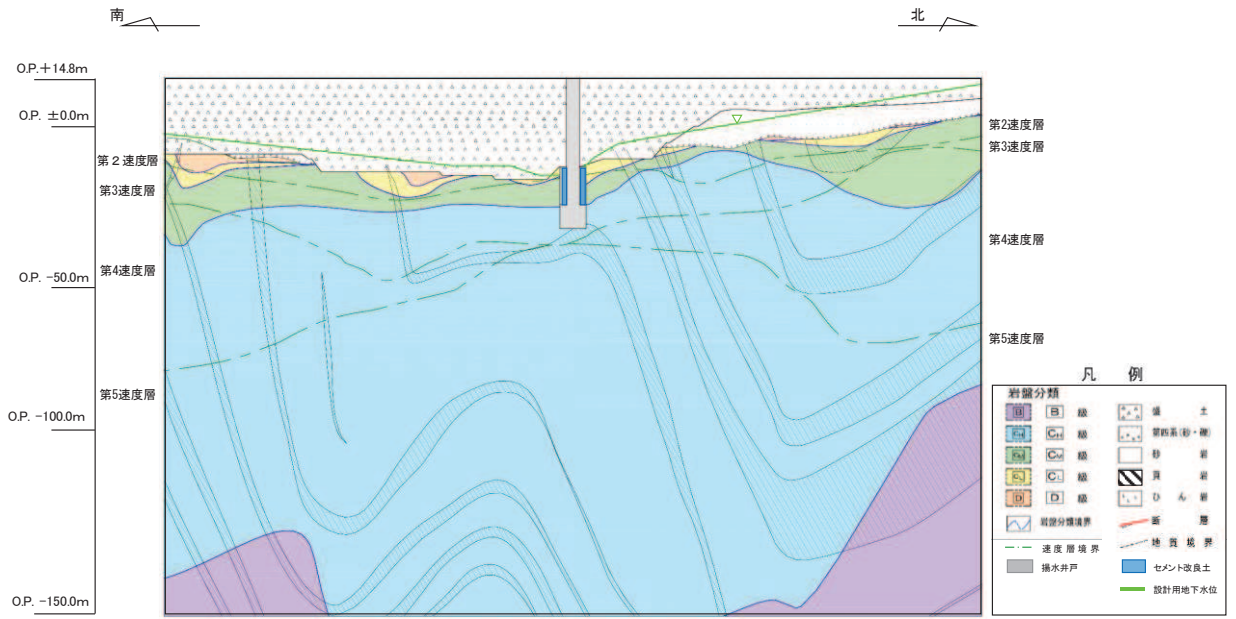 南
北
O.P.＋14.8m
O.P. ±0.0m
O.P. -50.0m
O.P. -100.0m
O.P. -150.0m
第２速度層
第3速度層
第4速度層
第5速度層
第2速度層
第3速度層
第4速度層
第5速度層
凡 例
岩盤分類
B B 級
CH CH 級
CM CM 級
CL CL 級
D D 級
岩盤分類境界
速度層境界
揚水井戸
盛 土
第四系(砂・礫)
砂 岩
頁 岩
ひ ん 岩
断 層
地 質 境 界
セメント改良土
設計用地下水位